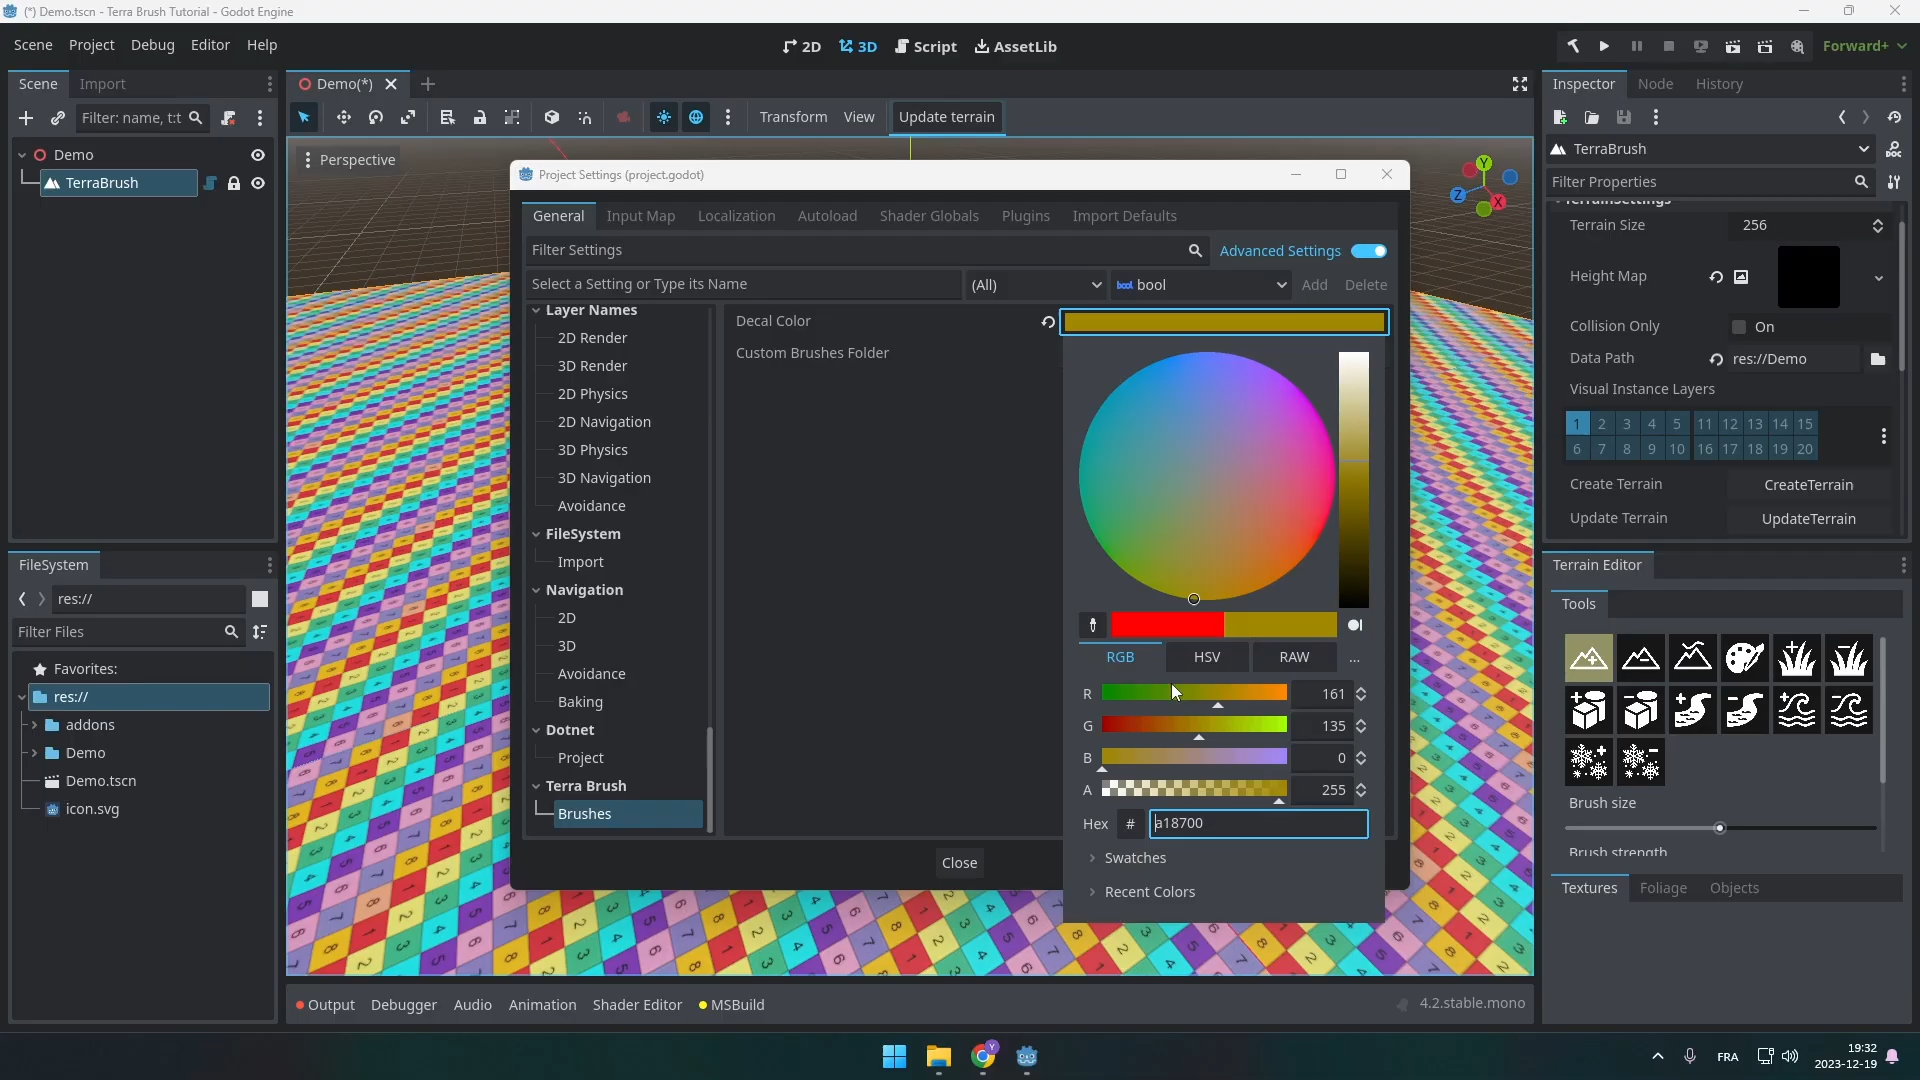 (*) Demo.tscn - Terra Brush Tutorial - Godot Engine
Scene Project Debug Editor Help
2D 3D Script AssetLib
Forward+
Scene Import
Filter: name, t:t
Demo
TerraBrush
Demo(*)
Transform View Update terrain
Perspective
Y
Z
X
Project Settings (project.godot)
General Input Map Localization Autoload Shader Globals Plugins Import Defaults
Filter Settings
Advanced Settings
Select a Setting or Type its Name
(All)
bool bool
Add Delete
Layer Names
2D Render
3D Render
2D Physics
2D Navigation
3D Physics
3D Navigation
Avoidance
FileSystem
Import
Navigation
2D
3D
Avoidance
Baking
Dotnet
Project
Terra Brush
Brushes
Decal Color
Custom Brushes Folder
RGB HSV RAW ...
R 161
G 135
B 0
A 255
Hex # a18700
Swatches
Recent Colors
Close
Inspector Node History
TerraBrush
DOC
Filter Properties
TerrainSettings
Terrain Size 256
Height Map
Collision Only On
Data Path res://Demo
Visual Instance Layers
1 2 3 4 5 11 12 13 14 15
6 7 8 9 10 16 17 18 19 20
Create Terrain CreateTerrain
Update Terrain UpdateTerrain
Terrain Editor
Tools
Brush size
Brush strength
Textures Foliage Objects
FileSystem
res://
Filter Files
Favorites:
res://
addons
Demo
Demo.tscn
icon.svg
Output Debugger Audio Animation Shader Editor MSBuild
4.2.stable.mono
Y
FRA
19:32
2023-12-19